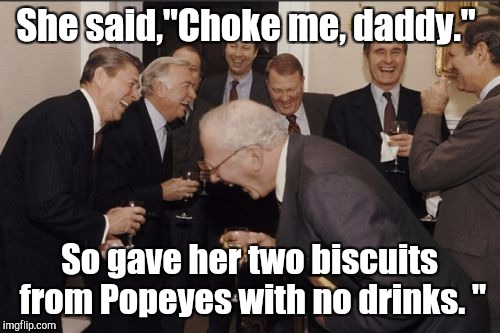 She said,"Choke me, daddy."
So gave her two biscuits
from Popeyes with no drinks. "
imgflip.com